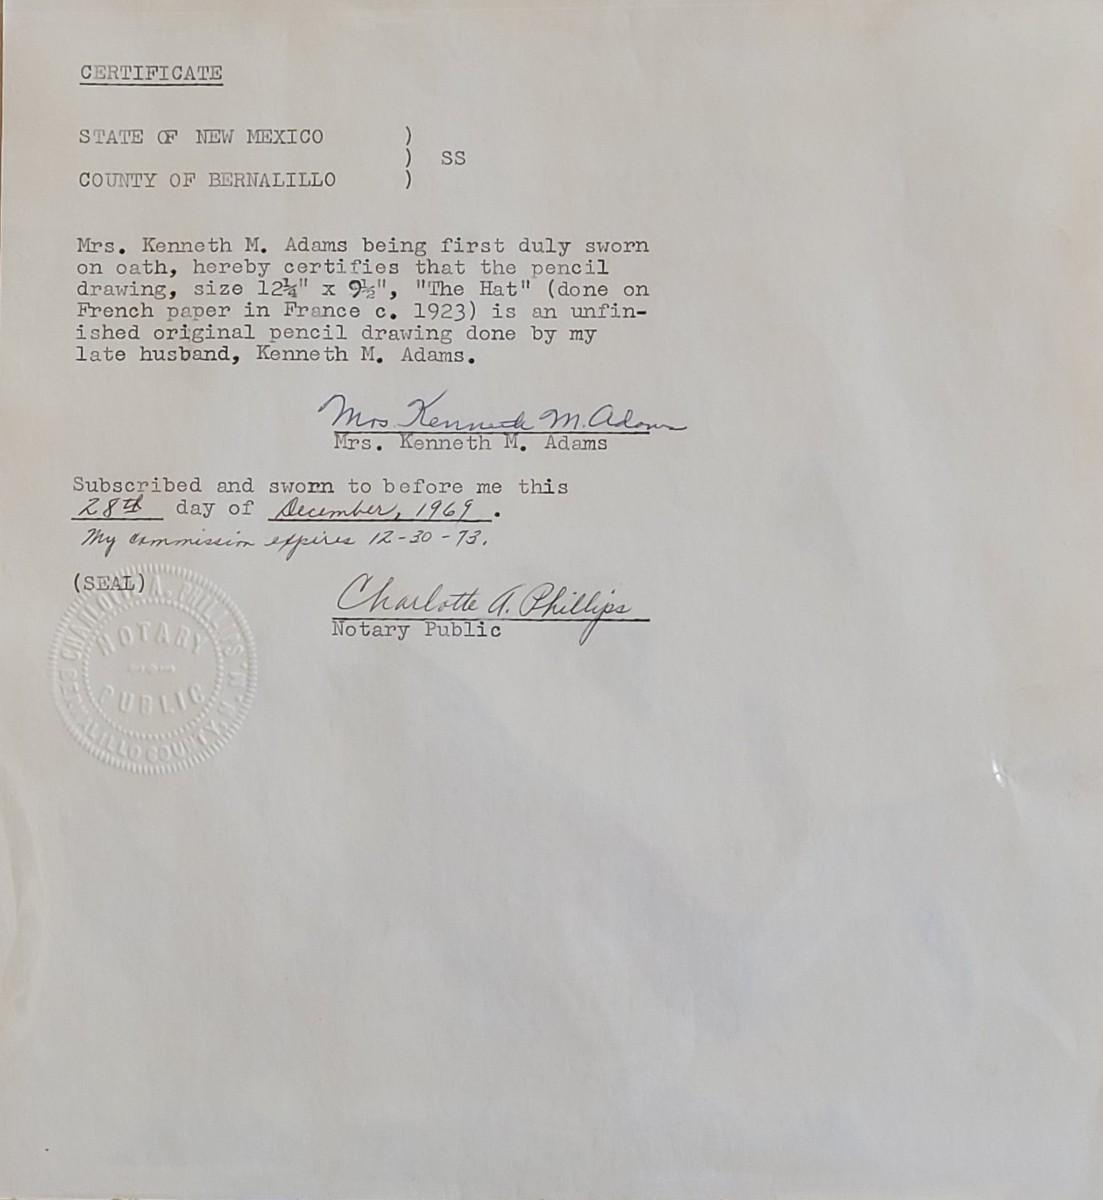 CERTIFICATE
STATE OF NEW MEXICO )
) SS
COUNTY OF BERNALILLO )
Mrs. Kenneth M. Adams being first duly sworn
on oath, hereby certifies that the pencil
drawing, size 12¼" x 9½", "The Hat" (done on
French paper in France c. 1923) is an unfin-
ished original pencil drawing done by my
late husband, Kenneth M. Adams.
Mrs Kenneth M. Adams
Mrs. Kenneth M. Adams
Subscribed and sworn to before me this
28th day of December, 1969.
My commission expires 12-30-73.
(SEAL)
Charlotte A. Phillips
Notary Public
CHARLOTTE A. PHILLIPS
NOTARY
PUBLIC
BERNALILLO COUNTY, N. M.